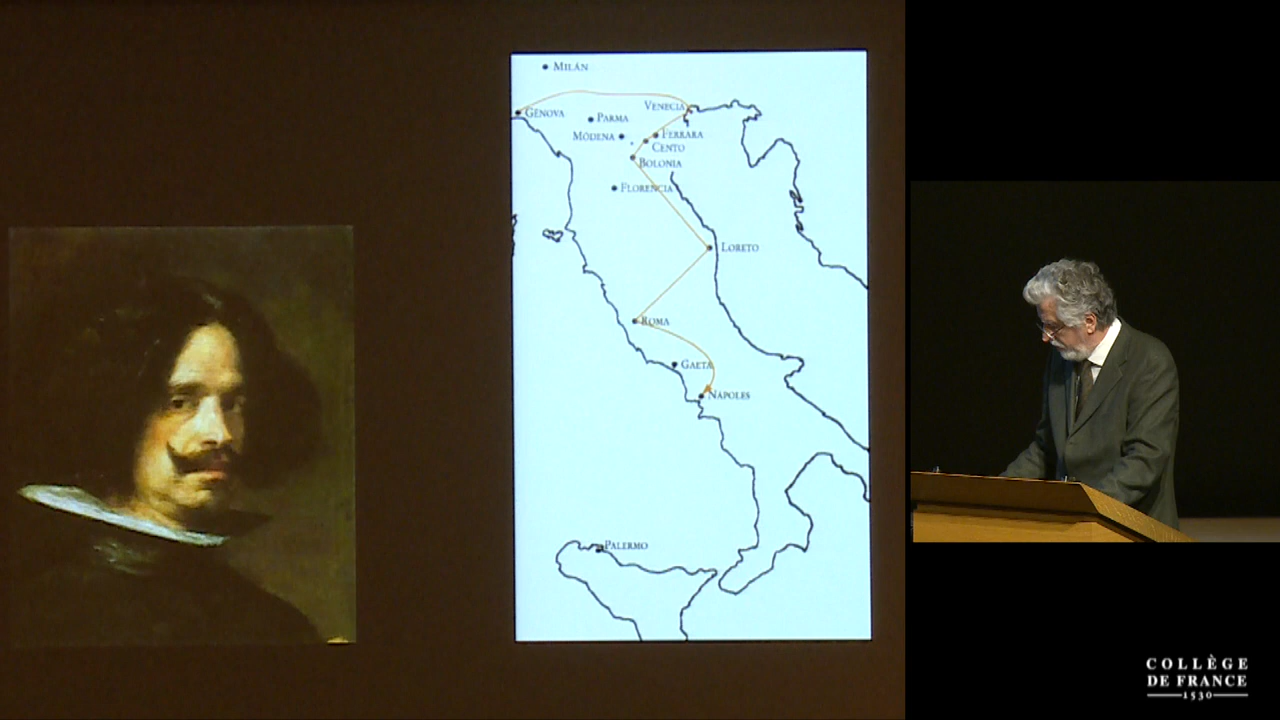 MILÁN
GÉNOVA
VENECIA
PARMA
MÓDENA
FERRARA
CENTO
BOLONIA
FLORENCIA
LORETO
ROMA
GAETA
NÁPOLES
PALERMO
COLLÈGE
DE FRANCE
1530